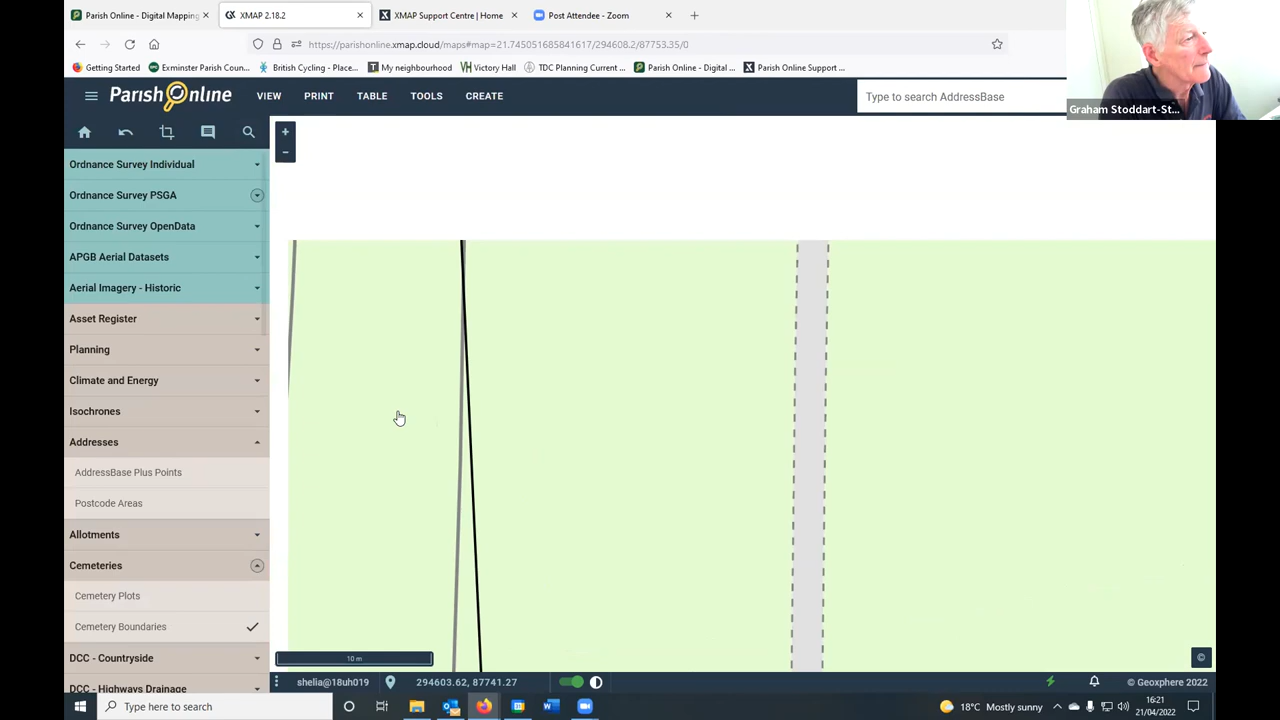 Parish Online - Digital Mapping
XMAP 2.18.2
XMAP Support Centre | Home
Post Attendee - Zoom
https://parishonline.xmap.cloud/maps#map=21.745051685841617/294608.2/87753.35/0
Getting Started
Exminster Parish Coun...
British Cycling - Place...
My neighbourhood
Victory Hall
TDC Planning Current ...
Parish Online - Digital ...
Parish Online Support ...
Graham Stoddart-St...
Parish Online
VIEW
PRINT
TABLE
TOOLS
CREATE
Type to search AddressBase
Ordnance Survey Individual
Ordnance Survey PSGA
Ordnance Survey OpenData
APGB Aerial Datasets
Aerial Imagery - Historic
Asset Register
Planning
Climate and Energy
Isochrones
Addresses
AddressBase Plus Points
Postcode Areas
Allotments
Cemeteries
Cemetery Plots
Cemetery Boundaries
DCC - Countryside
DCC - Highways Drainage
10 m
©
shelia@18uh019
294603.62, 87741.27
© Geosphere 2022
Type here to search
18°C Mostly sunny
16:21
21/04/2022